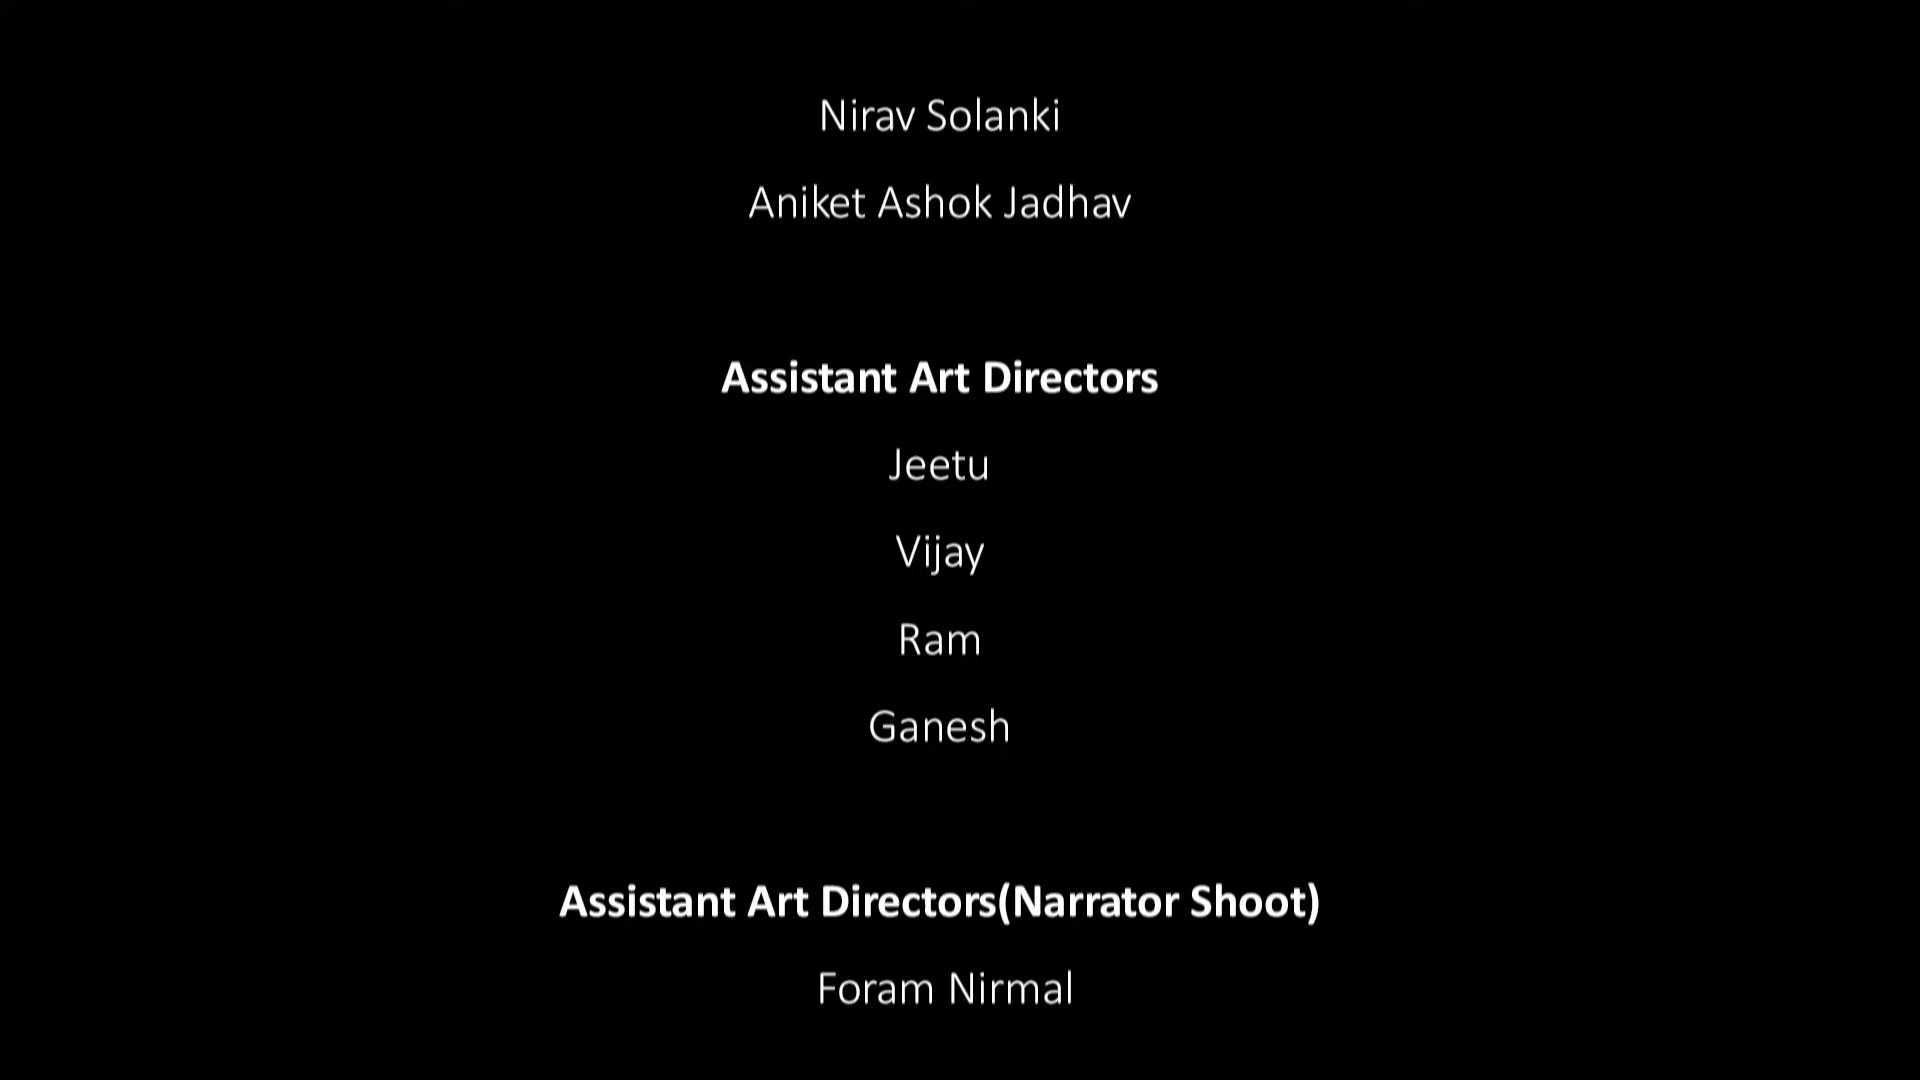 Nirav Solanki
Aniket Ashok Jadhav
Assistant Art Directors
Jeetu
Vijay
Ram
Ganesh
Assistant Art Directors(Narrator Shoot)
Foram Nirmal